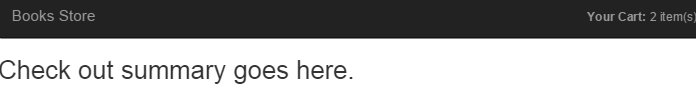 Books Store
Your Cart: 2 item(s)
Check out summary goes here.